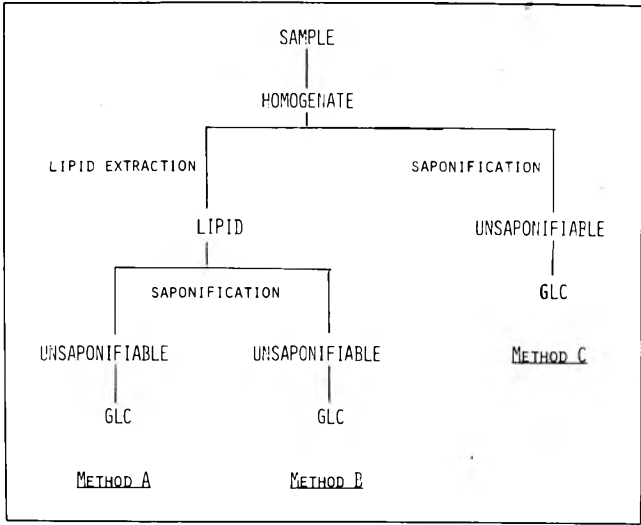 SAMPLE
HOMOGENATE
LIPID EXTRACTION
SAPONIFICATION
LIPID
UNSAPONIFIABLE
SAPONIFICATION
GLC
UNSAPONIFIABLE
UNSAPONIFIABLE
METHOD C
GLC
GLC
METHOD A
METHOD B